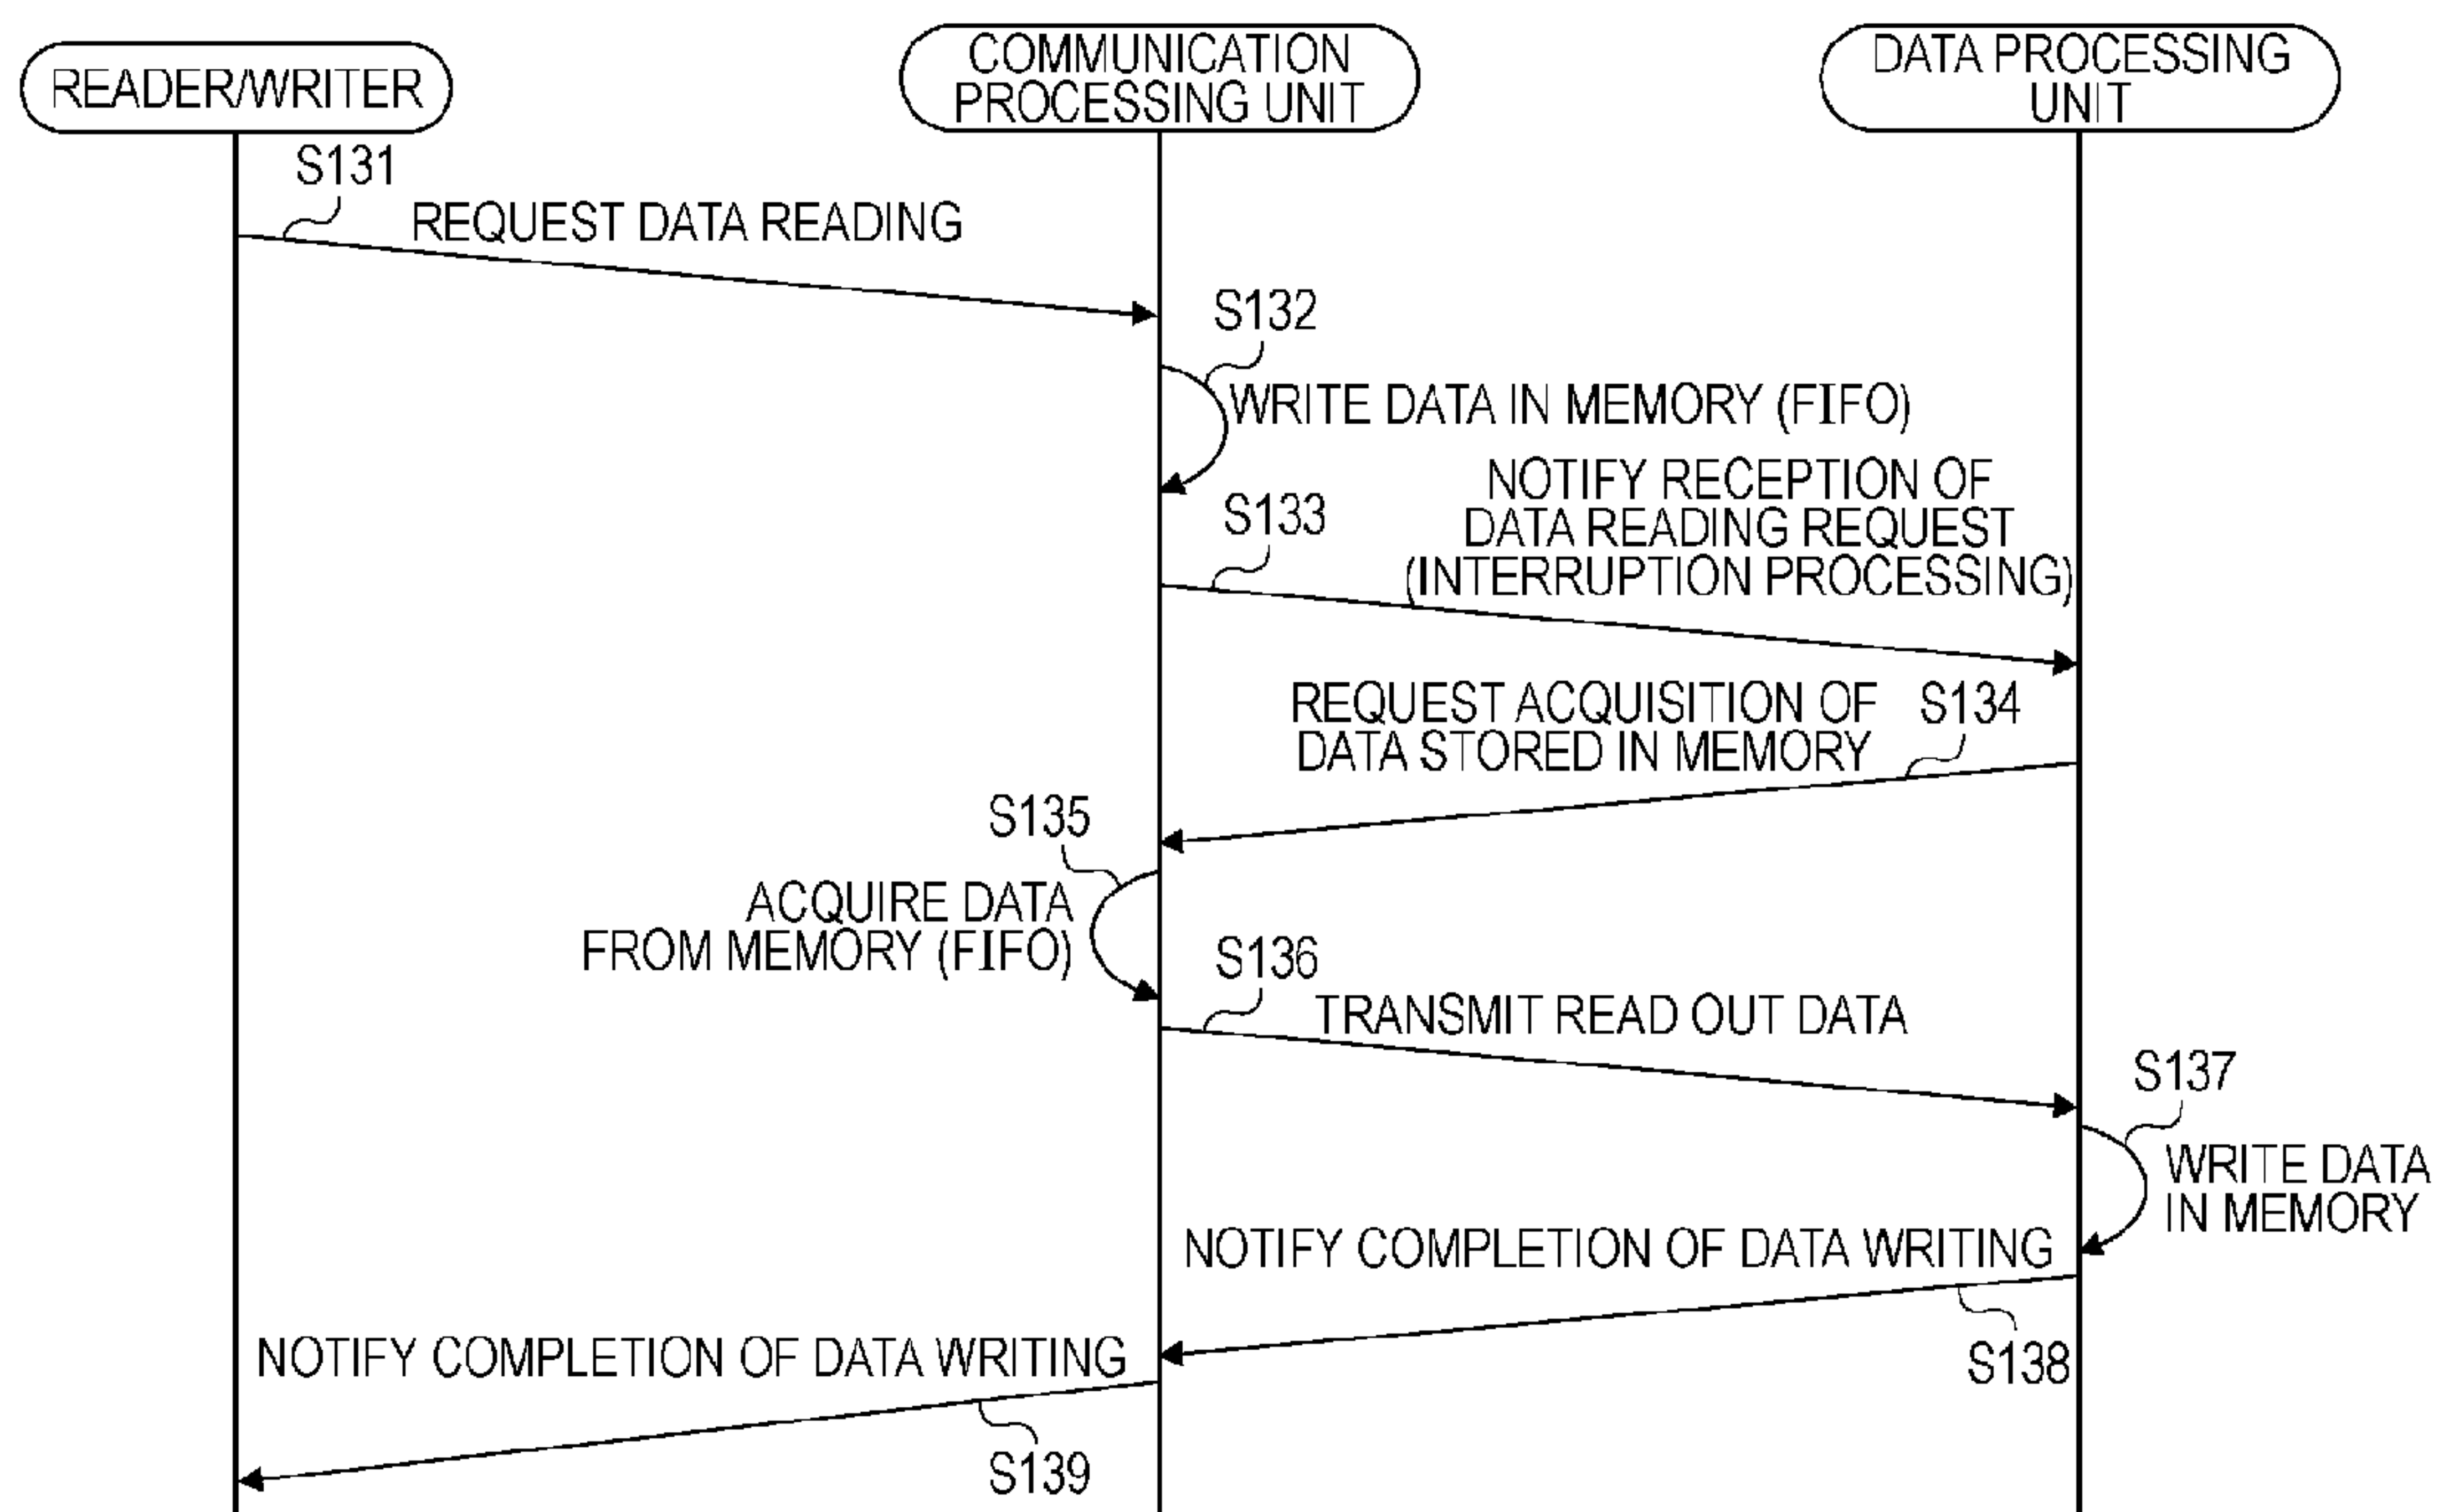 READER/WRITER
COMMUNICATION
PROCESSING UNIT
DATA PROCESSING
UNIT
S131
REQUEST DATA READING
S132
WRITE DATA IN MEMORY (FIFO)
S133
NOTIFY RECEPTION OF
DATA READING REQUEST
(INTERRUPTION PROCESSING)
REQUEST ACQUISITION OF
DATA STORED IN MEMORY
S134
S135
ACQUIRE DATA
FROM MEMORY (FIFO)
S136
TRANSMIT READ OUT DATA
S137
WRITE DATA
IN MEMORY
NOTIFY COMPLETION OF DATA WRITING
S138
NOTIFY COMPLETION OF DATA WRITING
S139